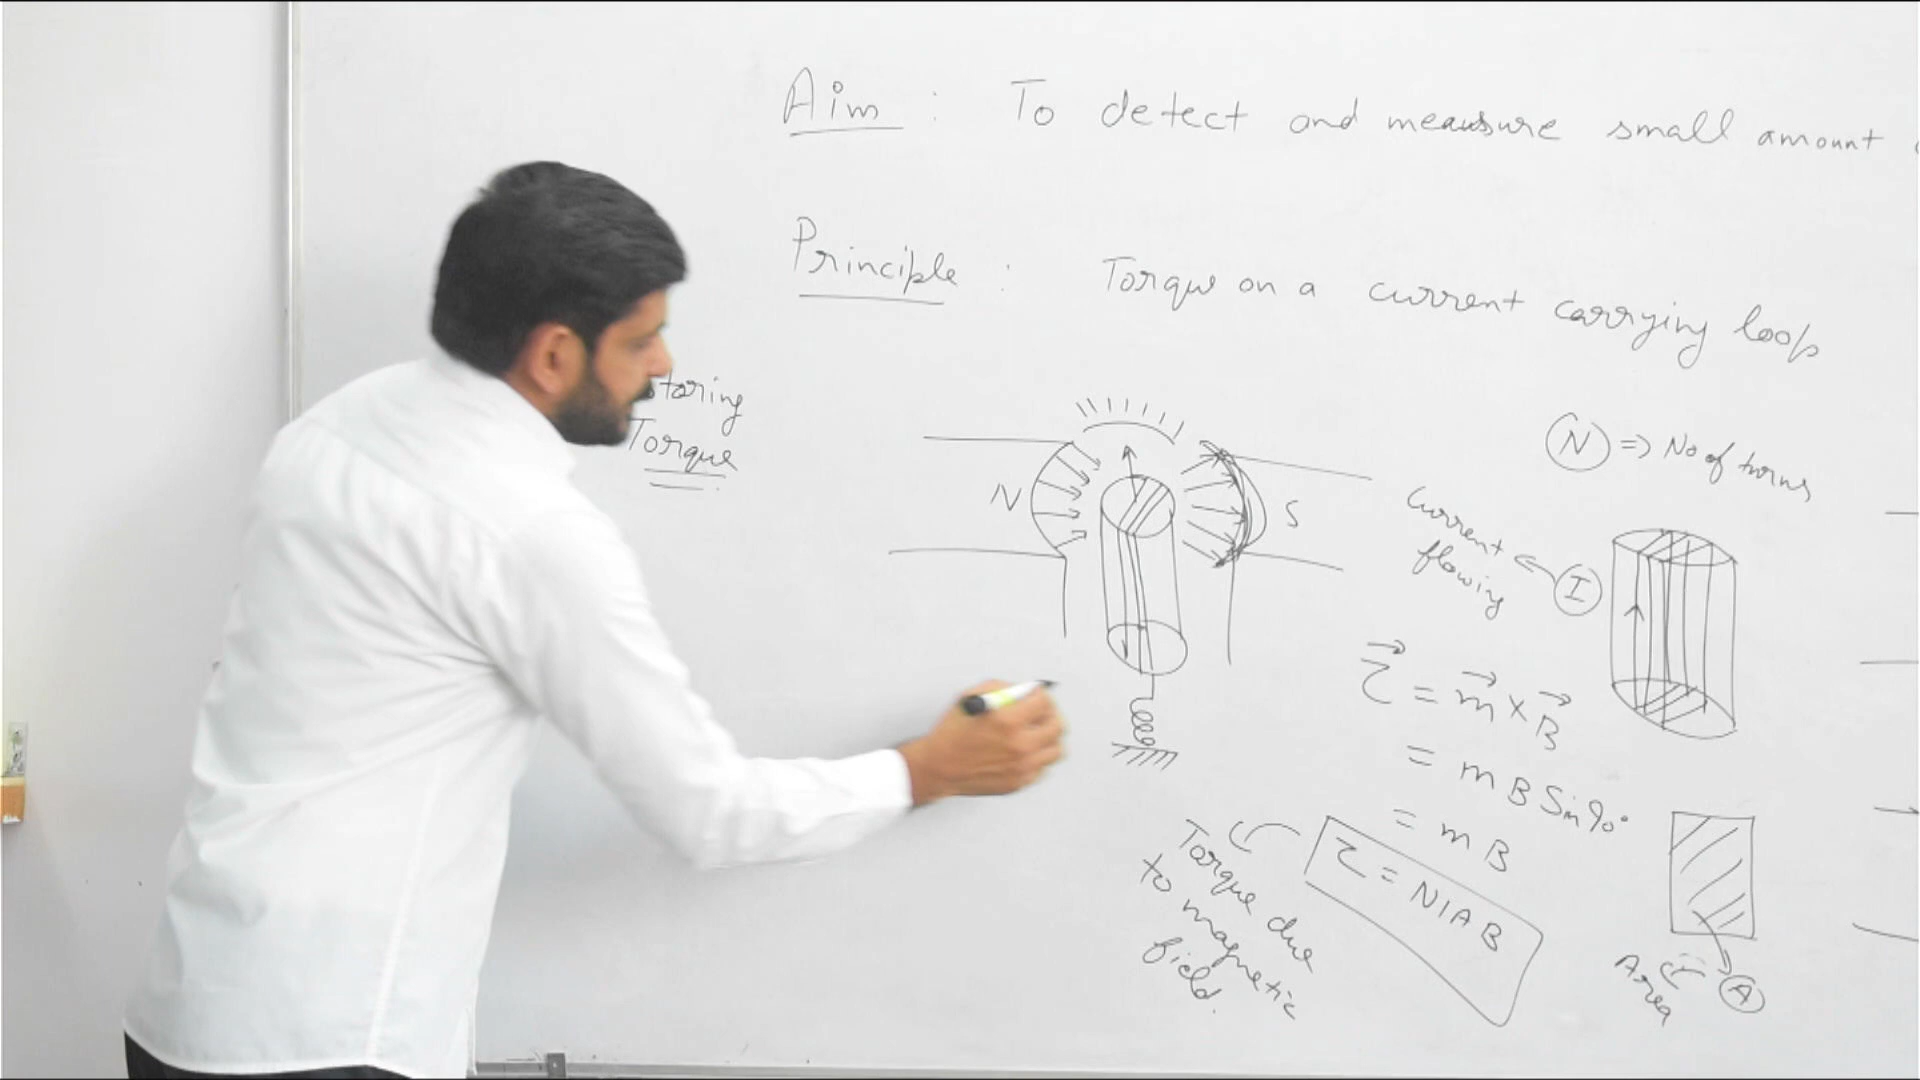 Aim : To detect and measure small amount
Principle : Torque on a current carrying loop
storing
Torque
N
S
N ⇒ No of turns
Current
flowing
I
τ⃗ = m⃗ × B⃗
= m B Sin 90°
= m B
τ = NIAB
Torque due
to magnetic
field.
Area
A